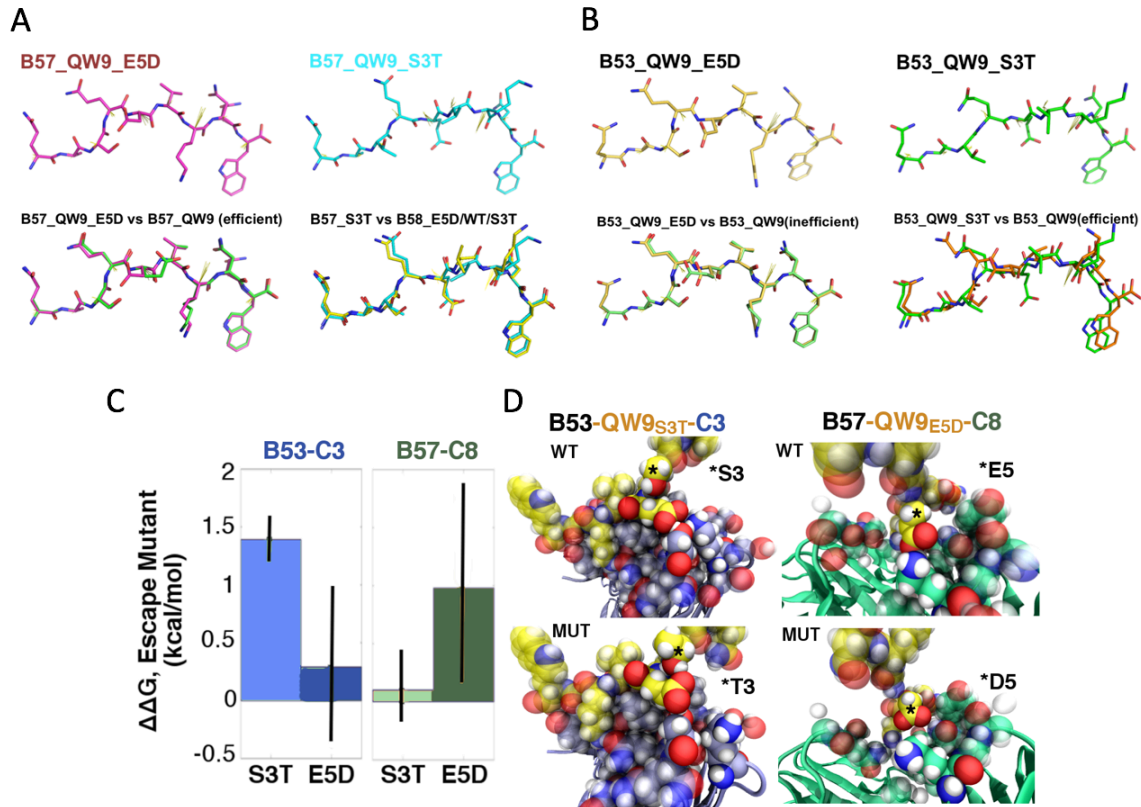 A
B57_QW9_E5D
B57_QW9_S3T
B57_QW9_E5D vs B57_QW9 (efficient)
B57_S3T vs B58_E5D/WT/S3T
B
B53_QW9_E5D
B53_QW9_S3T
B53_QW9_E5D vs B53_QW9(inefficient)
B53_QW9_S3T vs B53_QW9(efficient)
C
B53-C3
B57-C8
ΔΔG, Escape Mutant
(kcal/mol)
2
1.5
1
0.5
0
-0.5
S3T
E5D
S3T
E5D
D
B53-QW9S3T-C3
WT
*
*S3
MUT
*
*T3
B57-QW9E5D-C8
WT
*
*E5
MUT
*
*D5